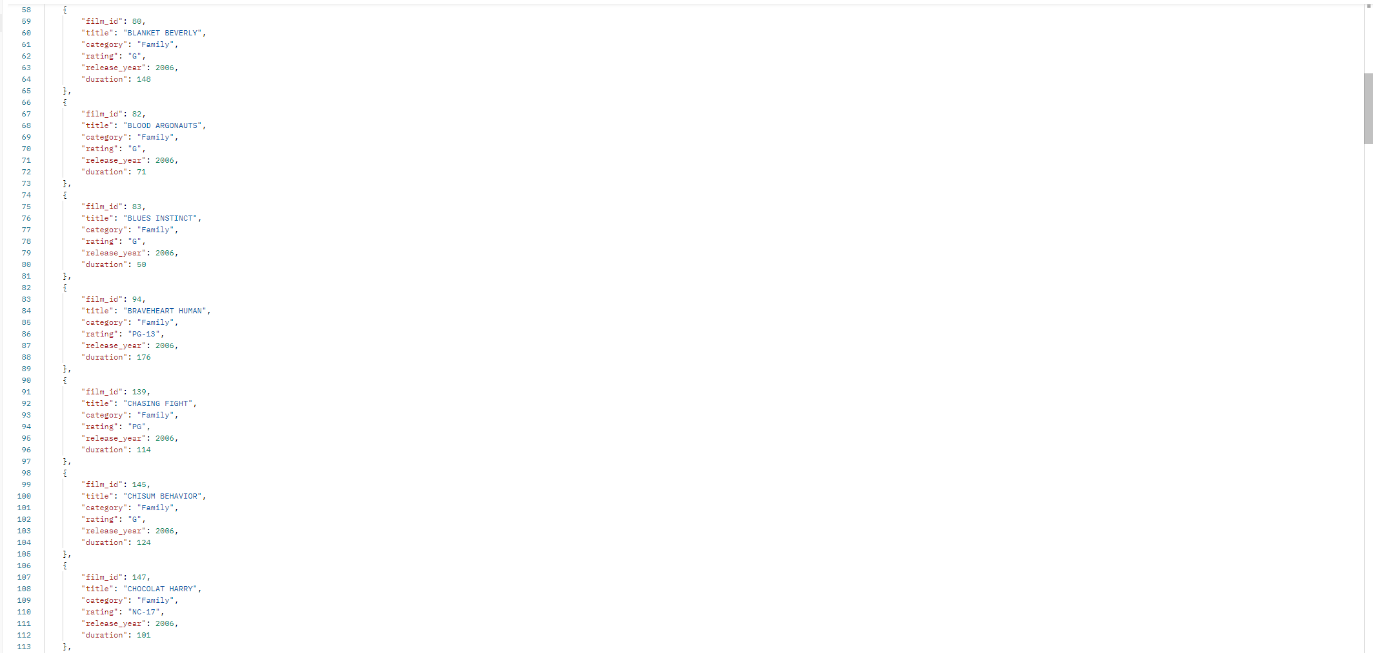 58 {
59 "film_id": 80,
60 "title": "BLANKET BEVERLY",
61 "category": "Family",
62 "rating": "G",
63 "release_year": 2006,
64 "duration": 148
65 },
66 {
67 "film_id": 82,
68 "title": "BLOOD ARGONAUTS",
69 "category": "Family",
70 "rating": "G",
71 "release_year": 2006,
72 "duration": 71
73 },
74 {
75 "film_id": 83,
76 "title": "BLUES INSTINCT",
77 "category": "Family",
78 "rating": "G",
79 "release_year": 2006,
80 "duration": 50
81 },
82 {
83 "film_id": 94,
84 "title": "BRAVEHEART HUMAN",
85 "category": "Family",
86 "rating": "PG-13",
87 "release_year": 2006,
88 "duration": 176
89 },
90 {
91 "film_id": 139,
92 "title": "CHASING FIGHT",
93 "category": "Family",
94 "rating": "PG",
95 "release_year": 2006,
96 "duration": 114
97 },
98 {
99 "film_id": 145,
100 "title": "CHISUM BEHAVIOR",
101 "category": "Family",
102 "rating": "G",
103 "release_year": 2006,
104 "duration": 124
105 },
106 {
107 "film_id": 147,
108 "title": "CHOCOLAT HARRY",
109 "category": "Family",
110 "rating": "NC-17",
111 "release_year": 2006,
112 "duration": 101
113 },